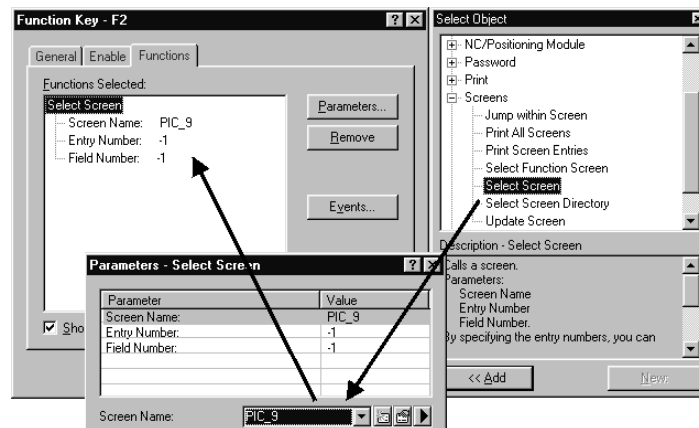 Function Key - F2
General
Enable
Functions
Functions Selected:
Select Screen
Screen Name: PIC_9
Entry Number: -1
Field Number: -1
Parameters...
Remove
Events...
Select Object
NC/Positioning Module
Password
Print
Screens
Jump within Screen
Print All Screens
Print Screen Entries
Select Function Screen
Select Screen
Select Screen Directory
Update Screen
Description - Select Screen
Calls a screen.
Parameters:
Screen Name
Entry Number
Field Number.
By specifying the entry numbers, you can
<< Add
New:
Parameters - Select Screen
Parameter Value
Screen Name: PIC_9
Entry Number: -1
Field Number: -1
Screen Name: PIC_9